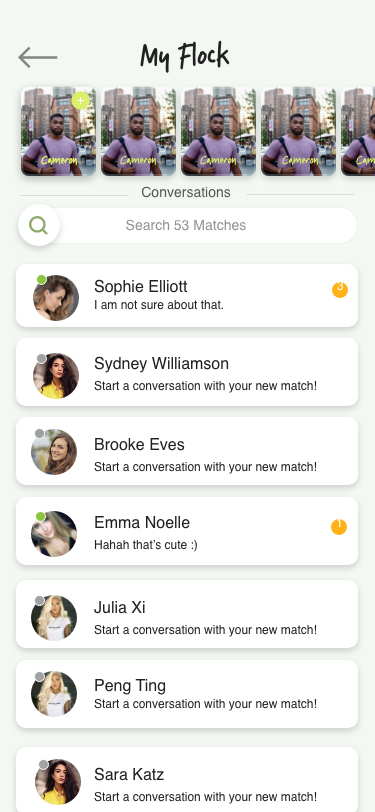 My Flock
+
Cameron
Cameron
Cameron
Cameron
Came
Conversations
Search 53 Matches
Sophie Elliott
3
I am not sure about that.
Sydney Williamson
Start a conversation with your new match!
Brooke Eves
Start a conversation with your new match!
Emma Noelle
1
Hahah that's cute :)
Julia Xi
Start a conversation with your new match!
Peng Ting
Start a conversation with your new match!
Sara Katz
Start a conversation with your new match!